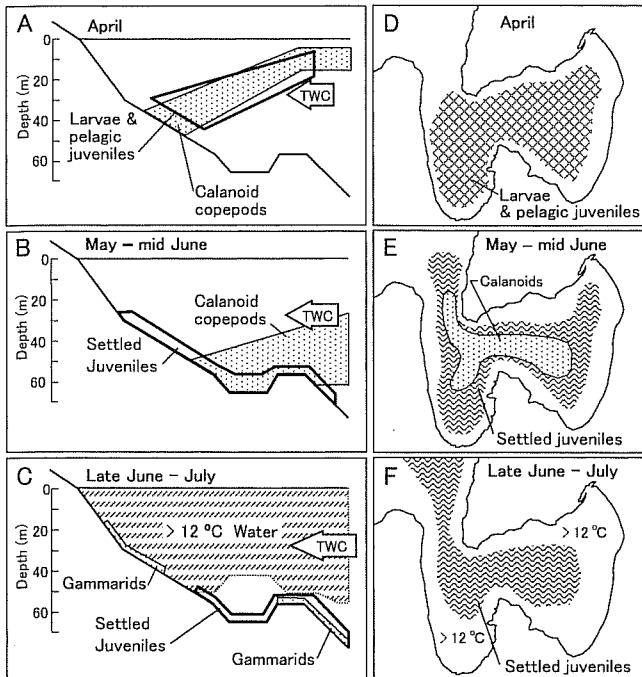 A
April
0
20
40
60
Depth (m)
TWC
Larvae &
pelagic
juveniles
Calanoid
copepods
B
May – mid June
0
20
40
60
Depth (m)
Calanoid
copepods
TWC
Settled
Juveniles
C
Late June – July
0
20
40
60
Depth (m)
> 12 °C Water
TWC
Gammarids
Settled
Juveniles
Gammarids
D
April
Larvae
& pelagic juveniles
E
May – mid June
Calanoids
Settled juveniles
F
Late June – July
> 12 °C
> 12 °C
Settled juveniles